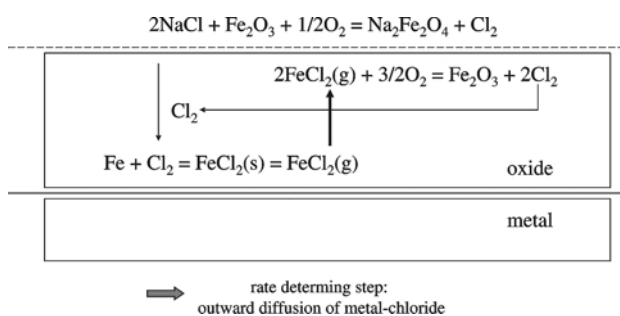 2NaCl + Fe₂O₃ + 1/2O₂ = Na₂Fe₂O₄ + Cl₂
2FeCl₂(g) + 3/2O₂ = Fe₂O₃ + 2Cl₂
Cl₂
Fe + Cl₂ = FeCl₂(s) = FeCl₂(g)
oxide
metal
rate determing step:
outward diffusion of metal-chloride